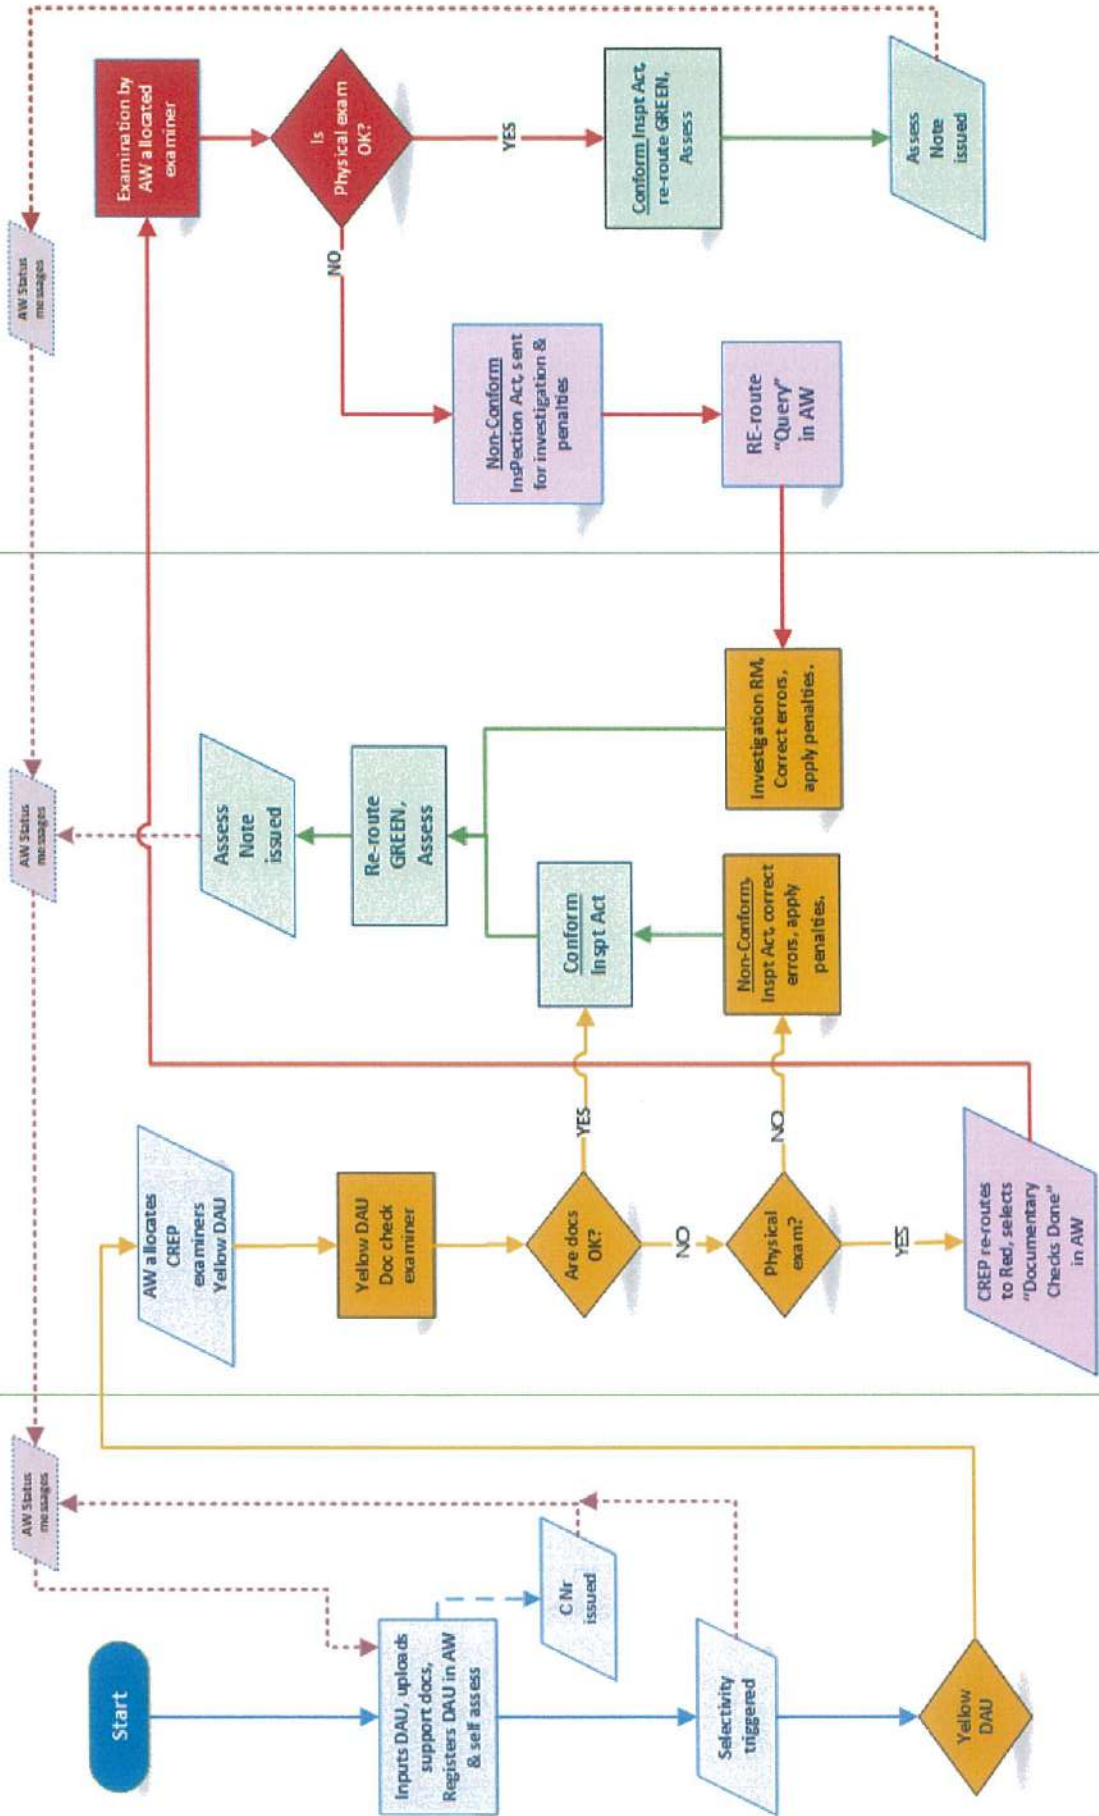 Start
Inputs DAU, uploads
support docs,
Registers DAU in AW
& self assess
C Nr
issued
Selectivity
triggered
Yellow
DAU
AW Status
messages
AW allocates
CREP
examiners
Yellow DAU
Yellow DAU
Doc check
examiner
Are docs
OK?
YES
NO
Physical
exam?
NO
YES
CREP re-routes
to Red, selects
"Documentary
Checks Done"
in AW
Conform
Inspt Act
Non-Conform,
Inspt Act, correct
errors, apply
penalties.
AW Status
messages
Assess
Note
issued
Re-route
GREEN,
Assess
Investigation RM,
Correct errors,
apply penalties.
AW Status
messages
Examination by
AW allocated
examiner
Is
Physical exam
OK?
NO
YES
Non-Conform
InsPection Act, sent
for investigation &
penalties
RE-route
"Query"
in AW
Conform Inspt Act,
re-route GREEN,
Assess
Assess
Note
issued